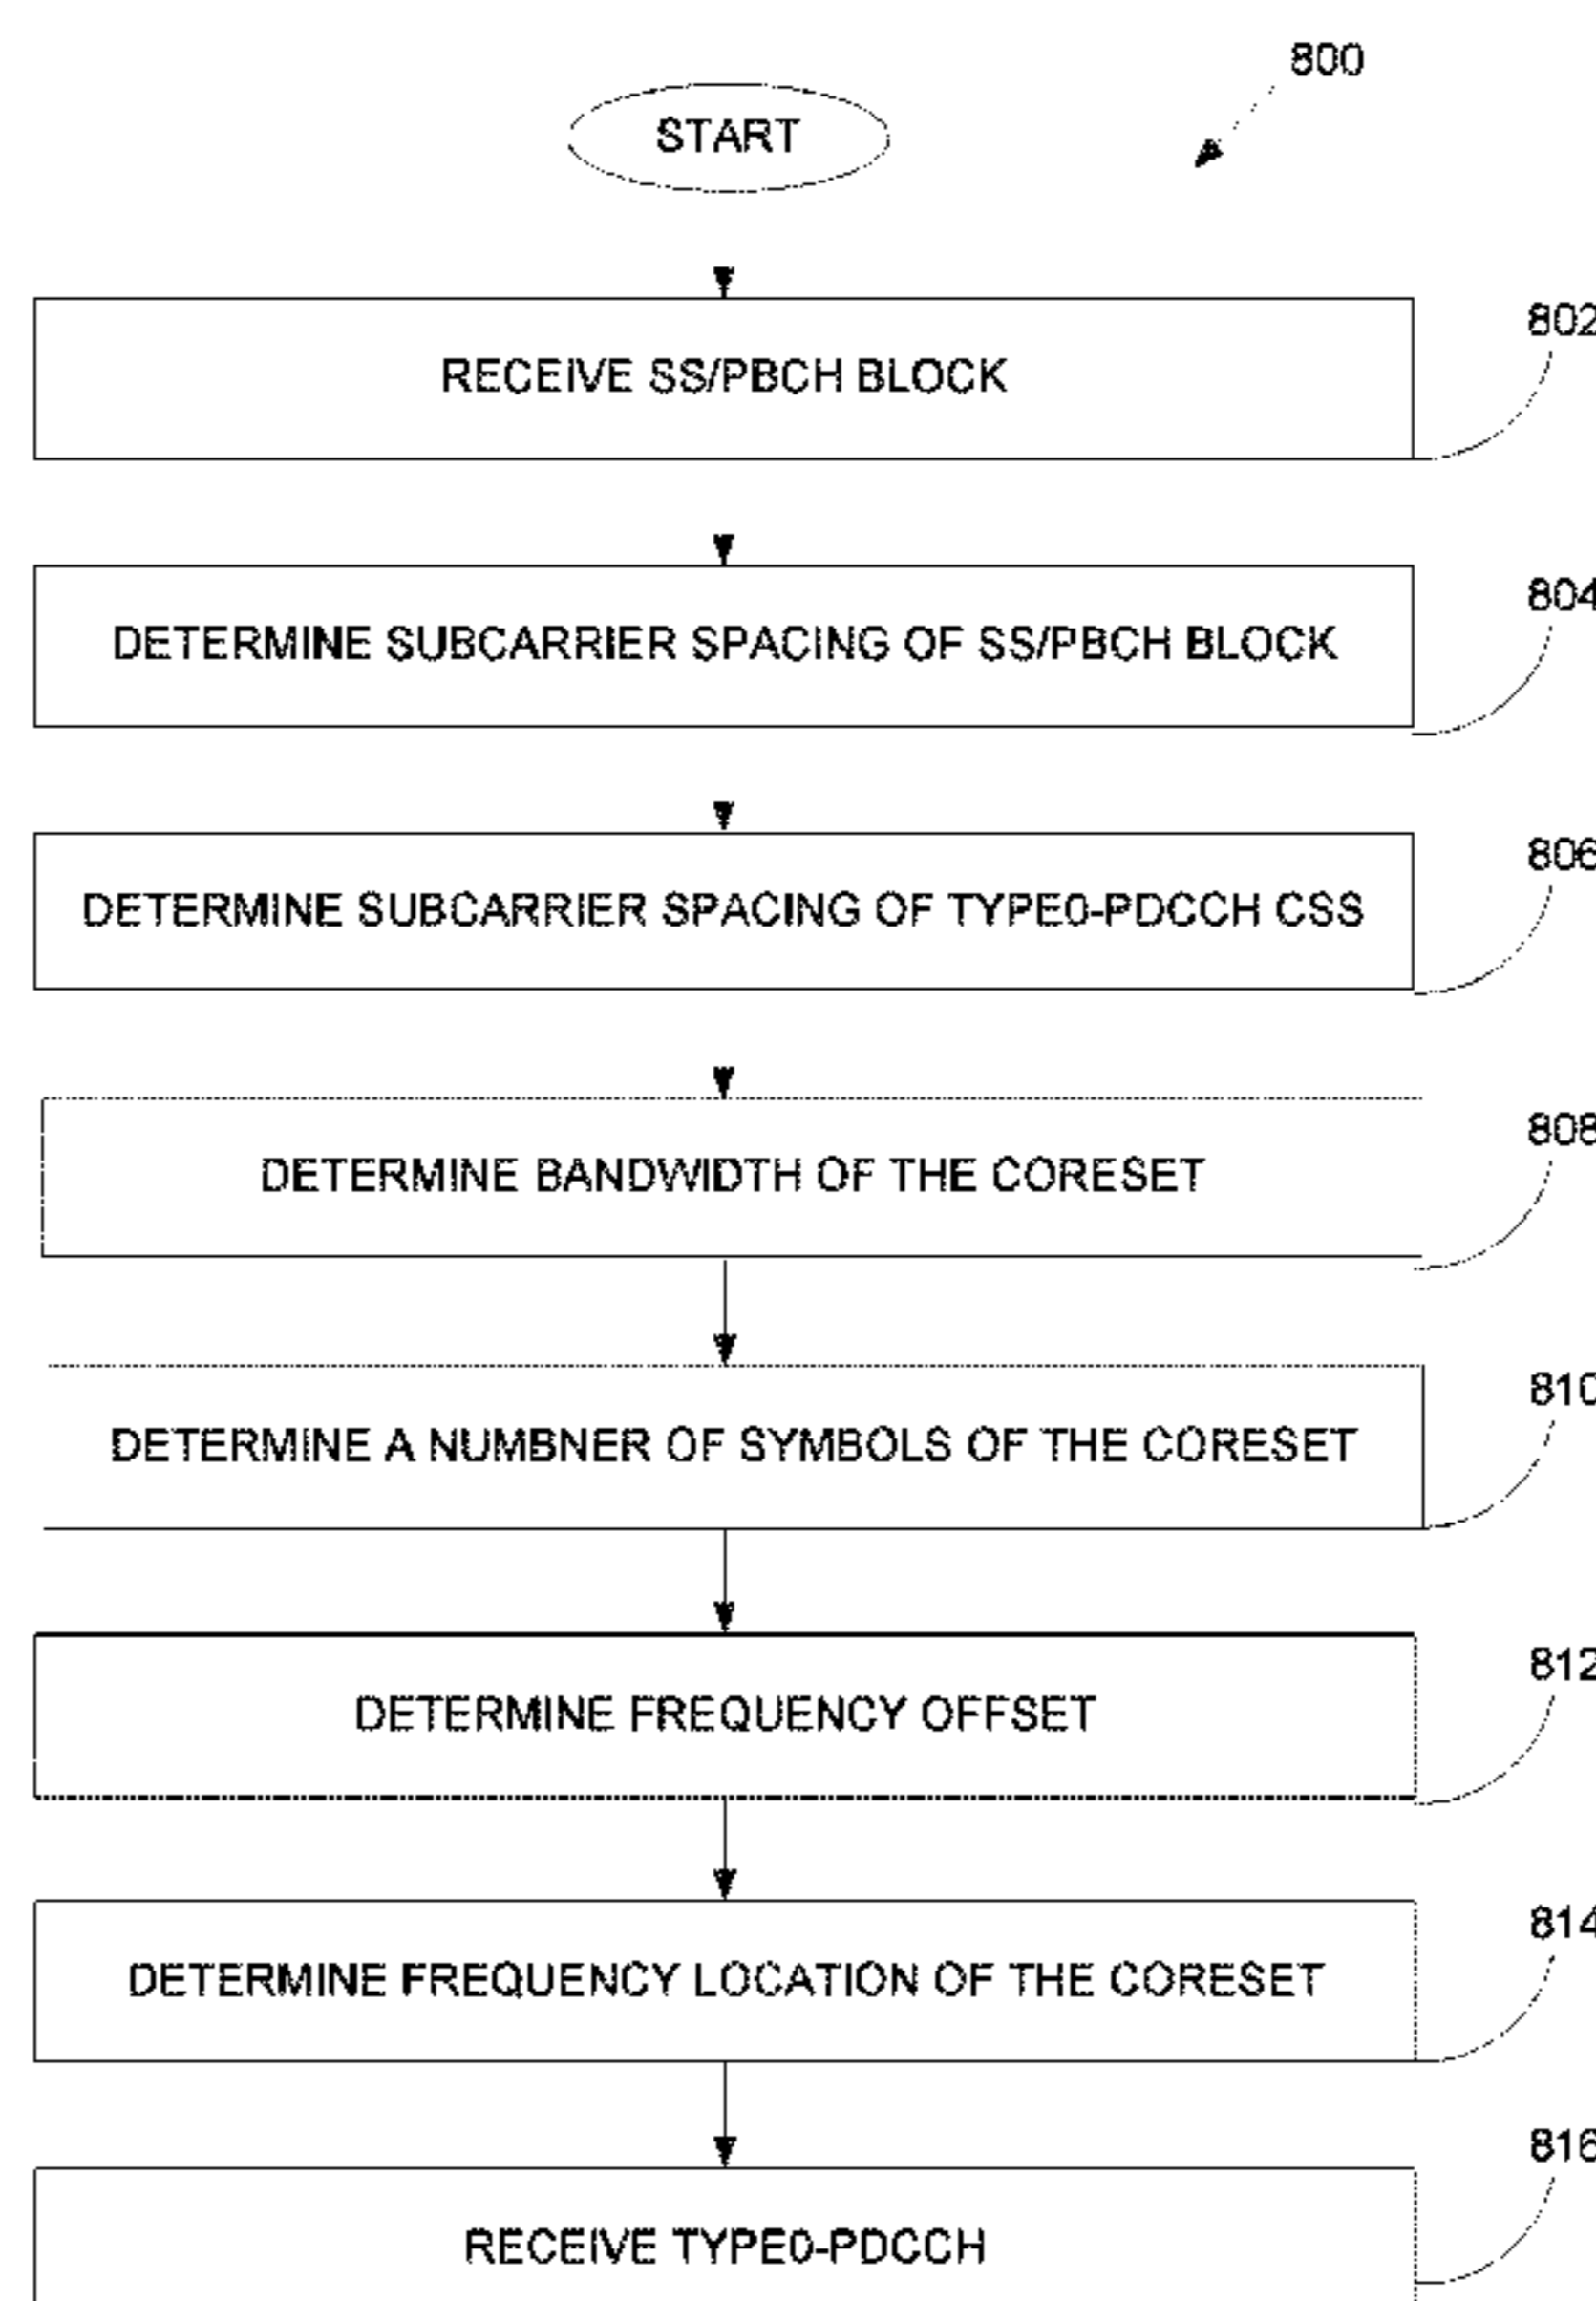 800
START
RECEIVE SS/PBCH BLOCK
802
DETERMINE SUBCARRIER SPACING OF SS/PBCH BLOCK
804
DETERMINE SUBCARRIER SPACING OF TYPE0-PDCCH CSS
806
DETERMINE BANDWIDTH OF THE CORESET
808
DETERMINE A NUMBNER OF SYMBOLS OF THE CORESET
810
DETERMINE FREQUENCY OFFSET
812
DETERMINE FREQUENCY LOCATION OF THE CORESET
814
RECEIVE TYPE0-PDCCH
816